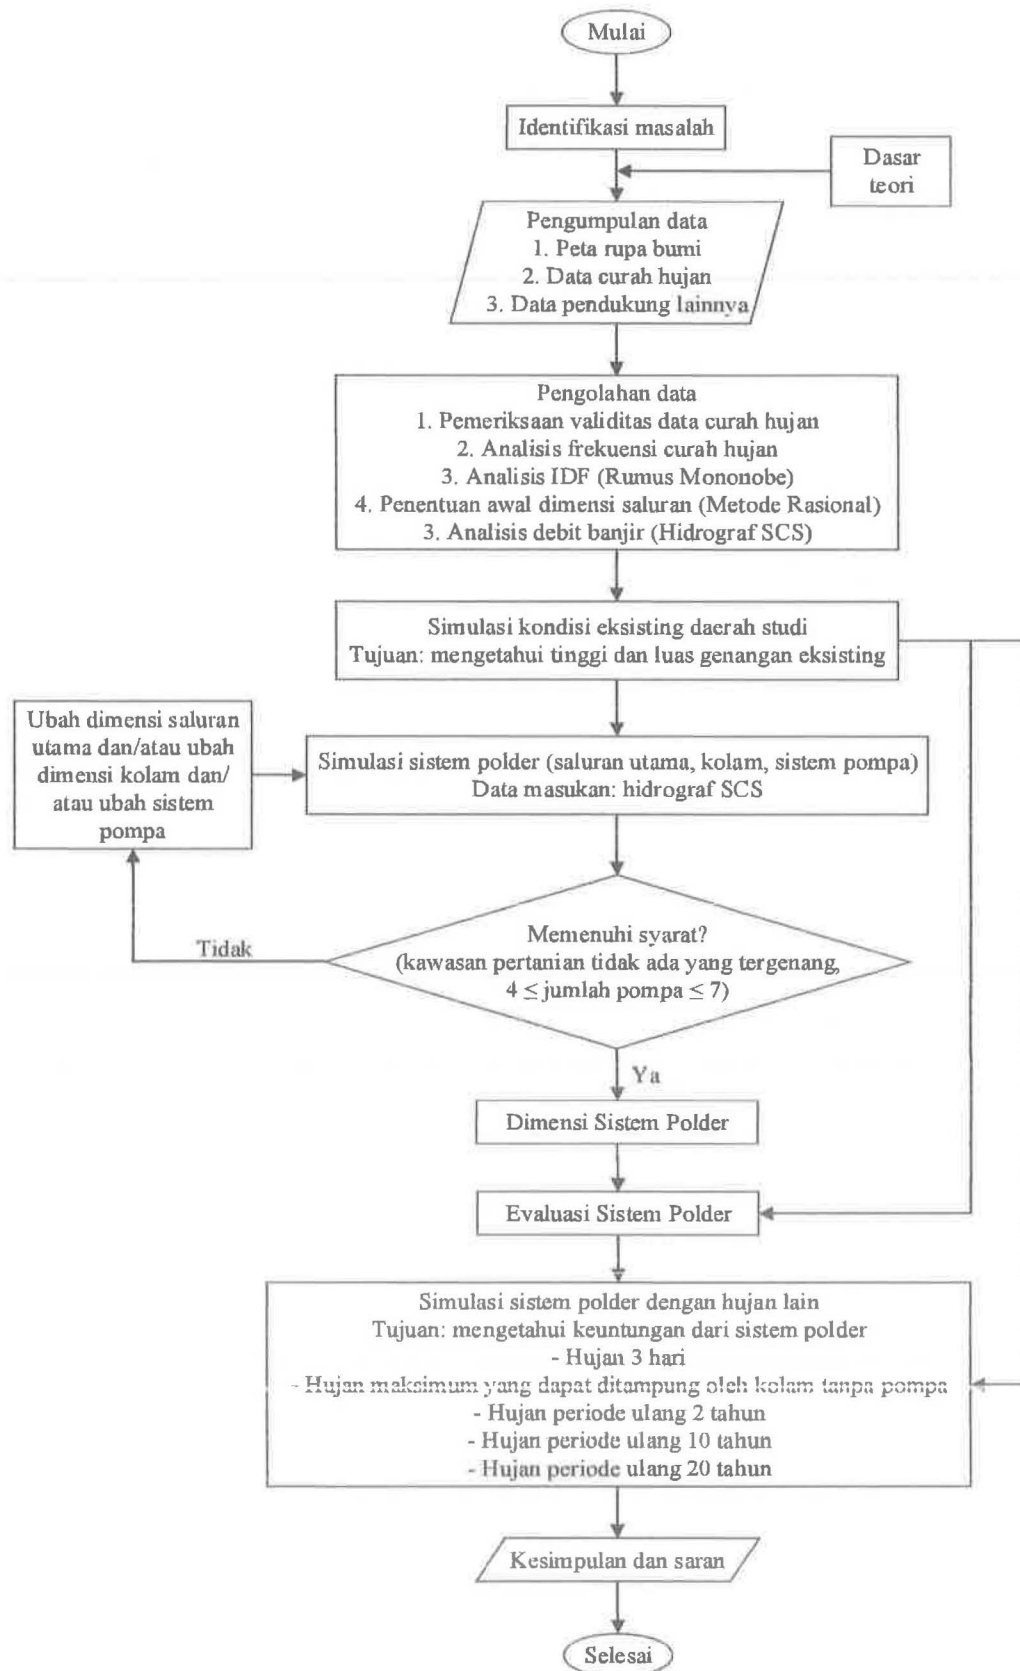 Mulai
Identifikasi masalah
Dasar
teori
Pengumpulan data
1. Peta rupa bumi
2. Data curah hujan
3. Data pendukung lainnya
Pengolahan data
1. Pemeriksaan validitas data curah hujan
2. Analisis frekuensi curah hujan
3. Analisis IDF (Rumus Mononobe)
4. Penentuan awal dimensi saluran (Metode Rasional)
3. Analisis debit banjir (Hidrograf SCS)
Simulasi kondisi eksisting daerah studi
Tujuan: mengetahui tinggi dan luas genangan eksisting
Ubah dimensi saluran
utama dan/atau ubah
dimensi kolam dan/
atau ubah sistem
pompa
Simulasi sistem polder (saluran utama, kolam, sistem pompa)
Data masukan: hidrograf SCS
Memenuhi syarat?
(kawasan pertanian tidak ada yang tergenang,
4 ≤ jumlah pompa ≤ 7)
Tidak
Ya
Dimensi Sistem Polder
Evaluasi Sistem Polder
Simulasi sistem polder dengan hujan lain
Tujuan: mengetahui keuntungan dari sistem polder
- Hujan 3 hari
- Hujan maksimum yang dapat ditampung oleh kolam tanpa pompa
- Hujan periode ulang 2 tahun
- Hujan periode ulang 10 tahun
- Hujan periode ulang 20 tahun
Kesimpulan dan saran
Selesai